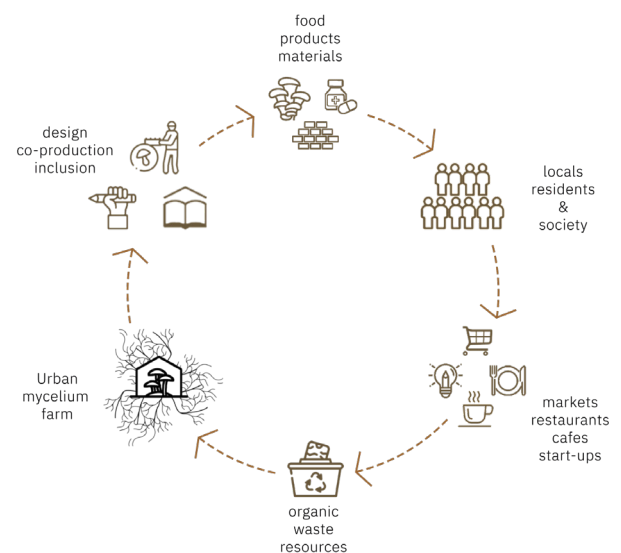 food
products
materials
design
co-production
inclusion
locals
residents
&
society
Urban
mycelium
farm
markets
restaurants
cafes
start-ups
organic
waste
resources